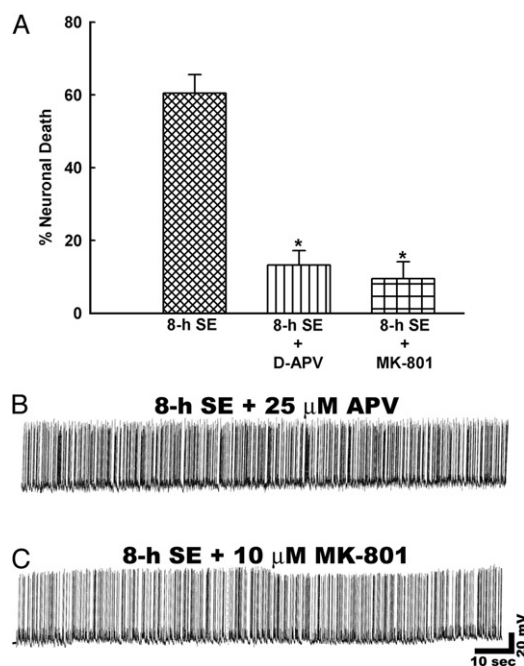 A
80
60
40
20
0
% Neuronal Death
*
*
8-h SE
8-h SE
+
D-APV
8-h SE
+
MK-801
B
8-h SE + 25 μM APV
C
8-h SE + 10 μM MK-801
20 mV
10 sec